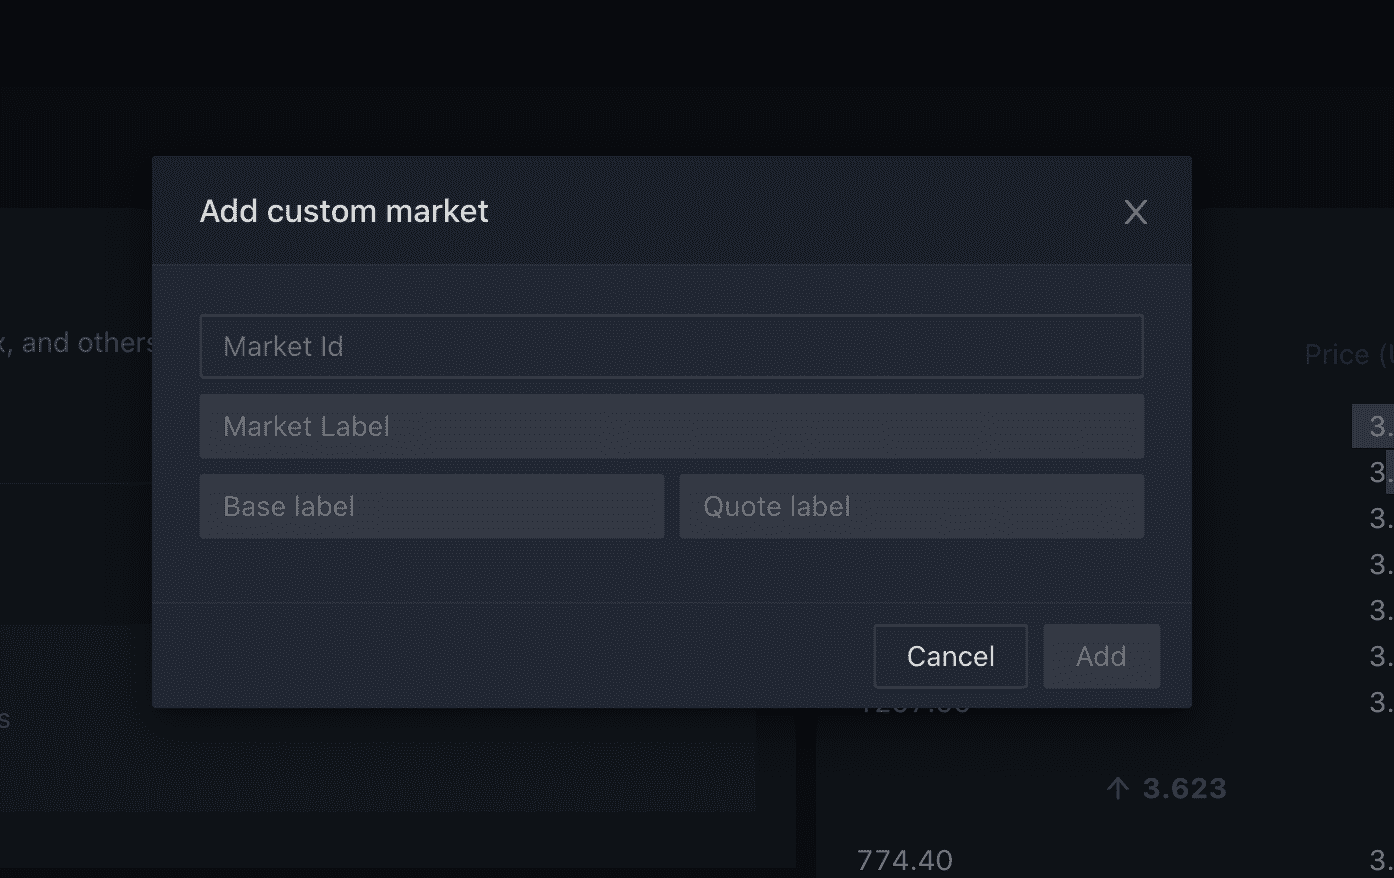 Add custom market
, and others
Price (
Market Id
Market Label
Base label
Quote label
3.
3.
3.
3.
3.
3.
3.
Cancel
Add
s
↑ 3.623
774.40
3.